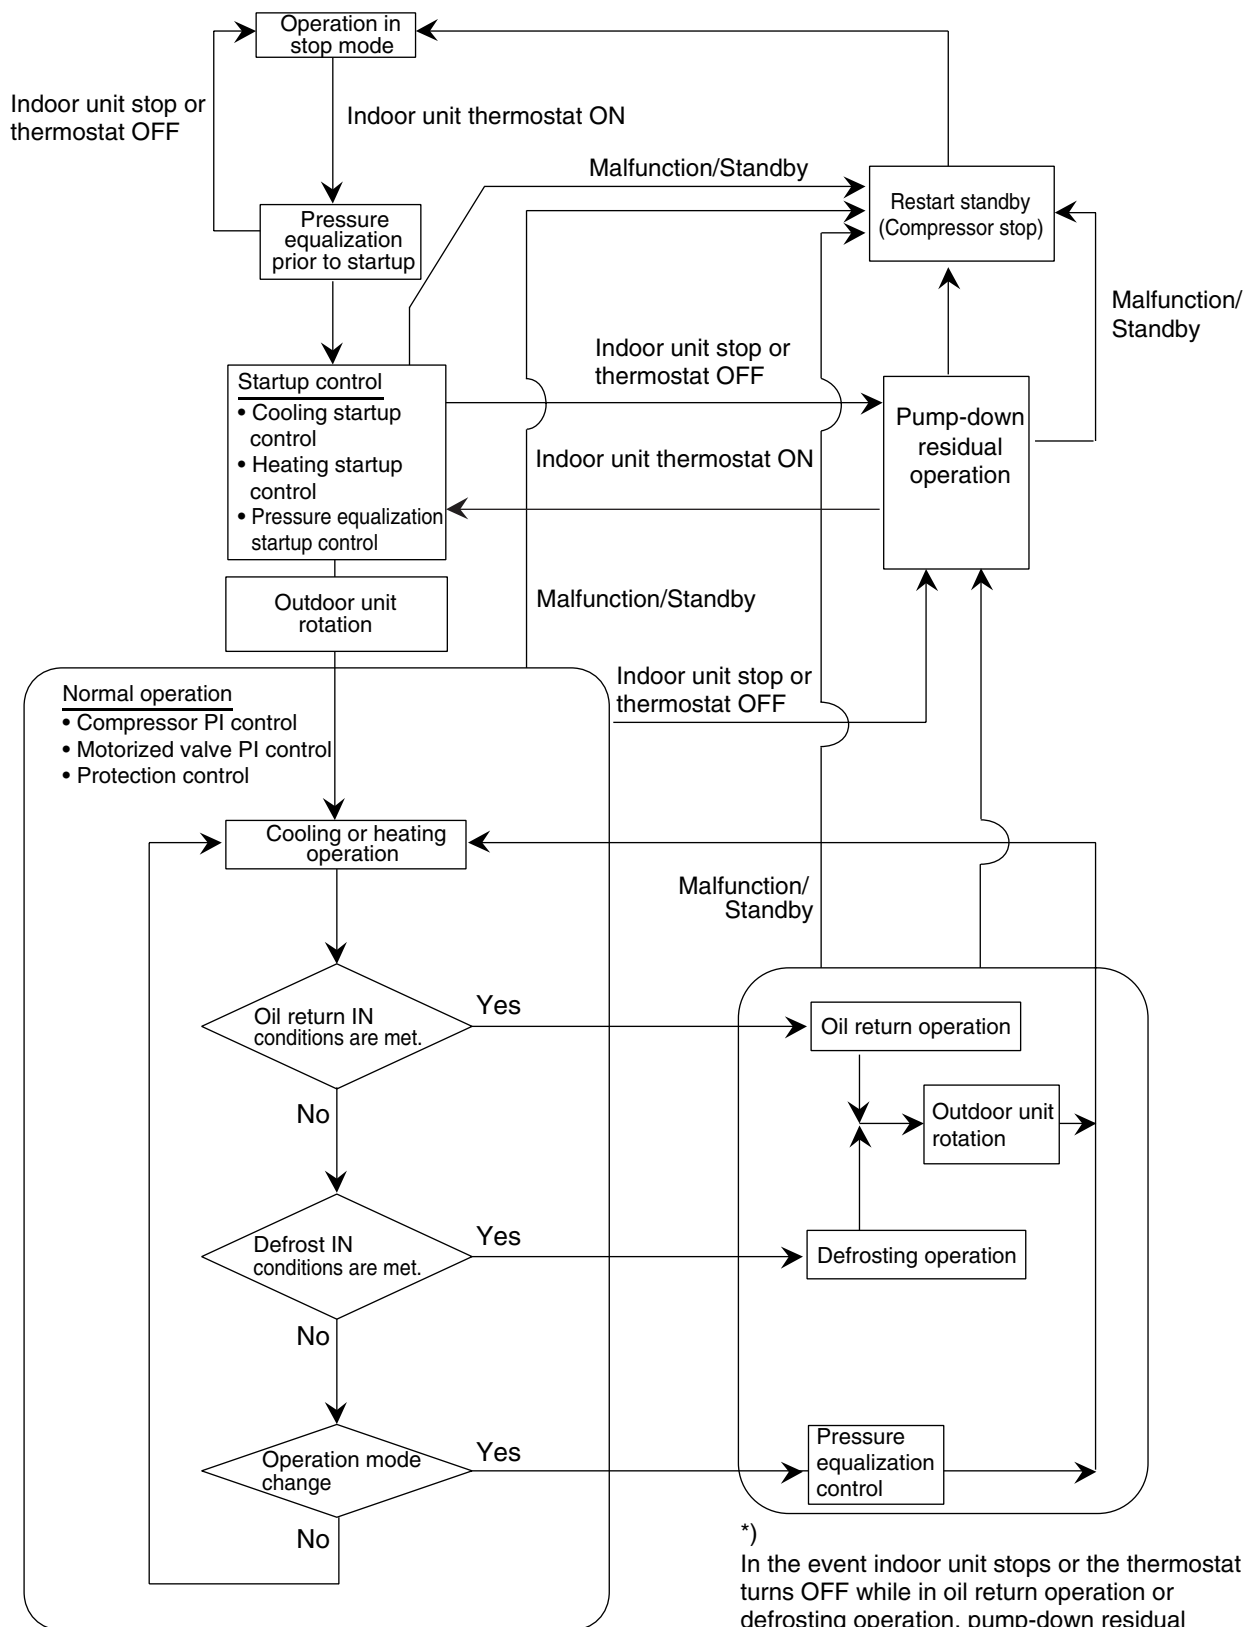 Operation in
stop mode
Indoor unit stop or
thermostat OFF
Indoor unit thermostat ON
Malfunction/Standby
Restart standby
(Compressor stop)
Pressure
equalization
prior to startup
Malfunction/
Standby
Indoor unit stop or
thermostat OFF
Startup control
• Cooling startup
control
• Heating startup
control
• Pressure equalization
startup control
Pump-down
residual
operation
Indoor unit thermostat ON
Outdoor unit
rotation
Malfunction/Standby
Indoor unit stop or
thermostat OFF
Normal operation
• Compressor PI control
• Motorized valve PI control
• Protection control
Cooling or heating
operation
Malfunction/
Standby
Oil return IN
conditions are met.
Yes
Oil return operation
No
Outdoor unit
rotation
Defrost IN
conditions are met.
Yes
Defrosting operation
No
Operation mode
change
Yes
Pressure
equalization
control
No
*)
In the event indoor unit stops or the thermostat
turns OFF while in oil return operation or
defrosting operation, pump-down residual